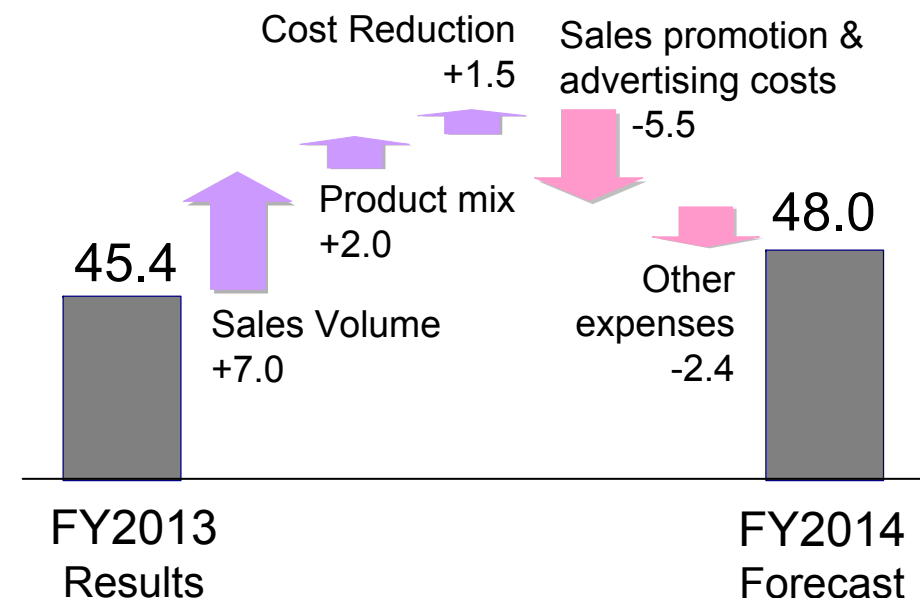 Cost Reduction
+1.5
Sales promotion &
advertising costs
-5.5
Product mix
+2.0
45.4
Sales Volume
+7.0
48.0
Other
expenses
-2.4
FY2013
Results
FY2014
Forecast